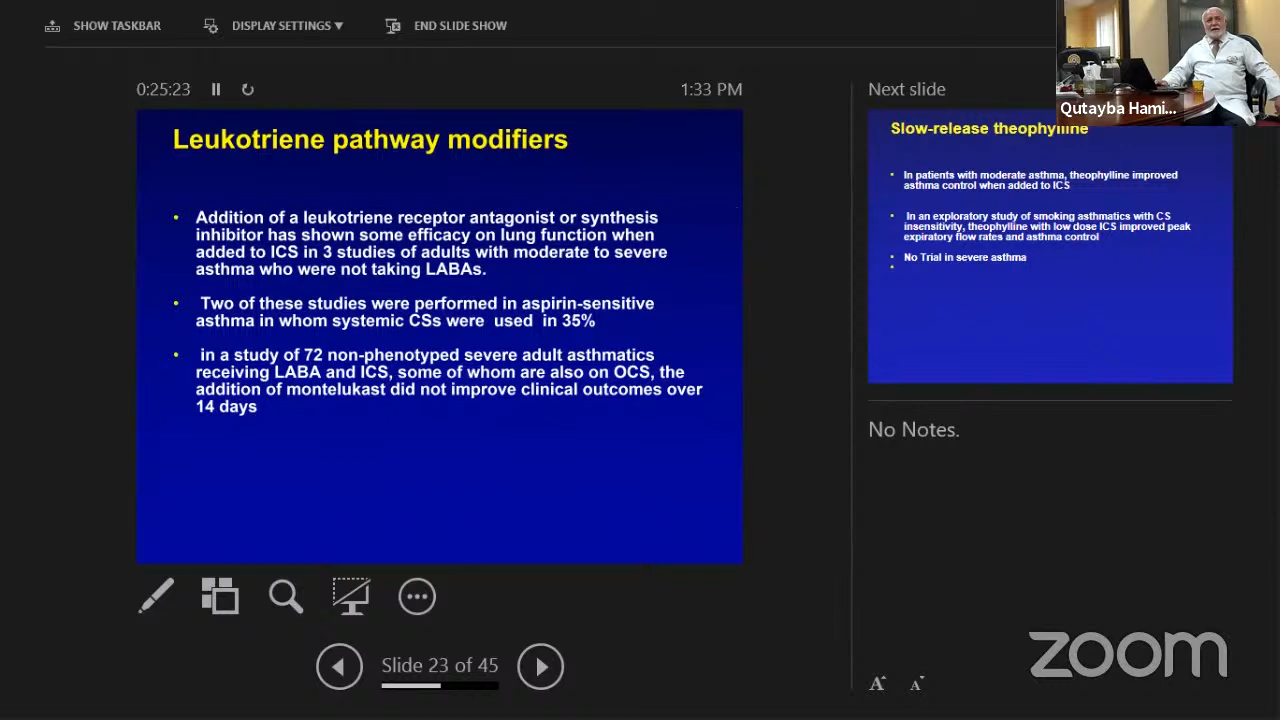 SHOW TASKBAR
DISPLAY SETTINGS ▼
END SLIDE SHOW
0:25:23
1:33 PM
Leukotriene pathway modifiers
• Addition of a leukotriene receptor antagonist or synthesis
inhibitor has shown some efficacy on lung function when
added to ICS in 3 studies of adults with moderate to severe
asthma who were not taking LABAs.
• Two of these studies were performed in aspirin-sensitive
asthma in whom systemic CSs were used in 35%
• in a study of 72 non-phenotyped severe adult asthmatics
receiving LABA and ICS, some of whom are also on OCS, the
addition of montelukast did not improve clinical outcomes over
14 days
Slide 23 of 45
Next slide
Qutayba Hami...
Slow-release theophylline
• In patients with moderate asthma, theophylline improved
asthma control when added to ICS
• In an exploratory study of smoking asthmatics with CS
insensitivity, theophylline with low dose ICS improved peak
expiratory flow rates and asthma control
• No Trial in severe asthma
•
No Notes.
A A
zoom